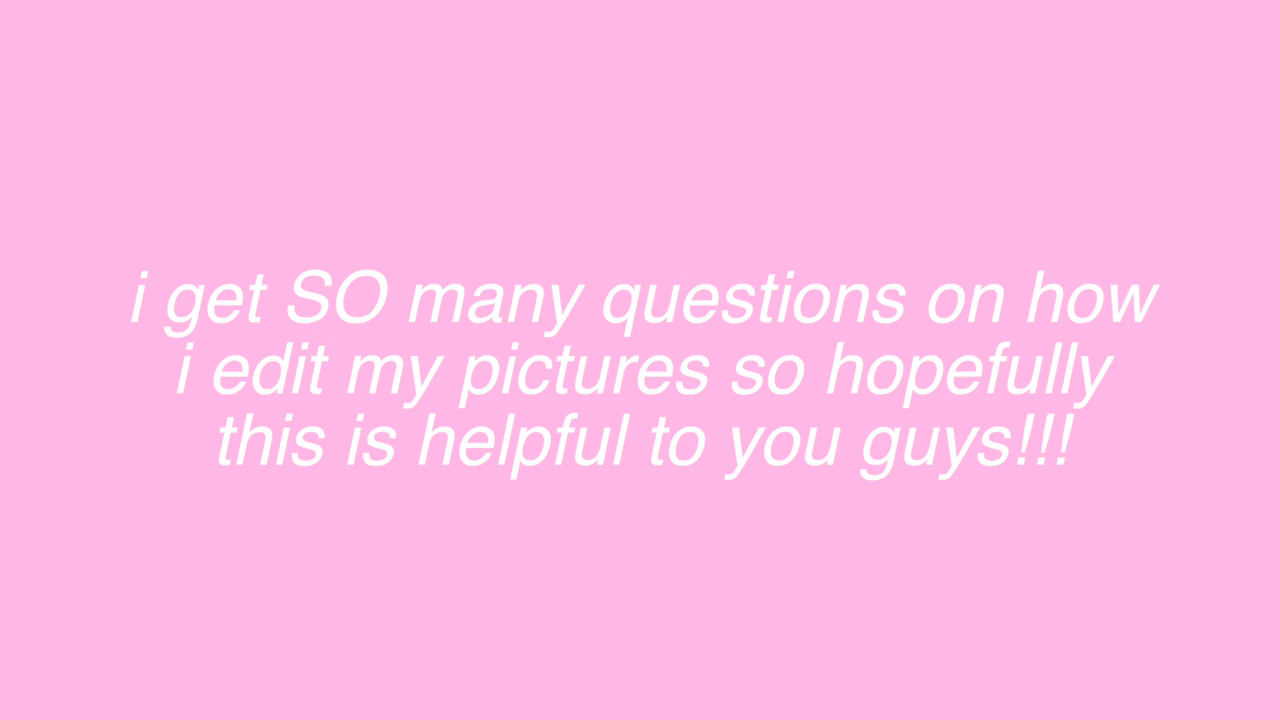 i get SO many questions on how
i edit my pictures so hopefully
this is helpful to you guys!!!